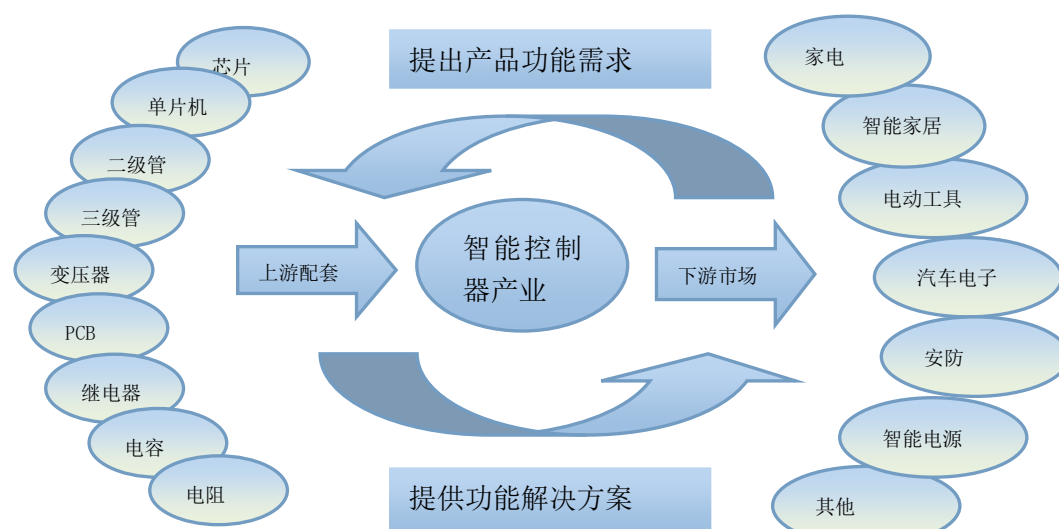 芯片
单片机
二级管
三级管
变压器
PCB
继电器
电容
电阻
提出产品功能需求
上游配套
智能控制
器产业
下游市场
提供功能解决方案
家电
智能家居
电动工具
汽车电子
安防
智能电源
其他